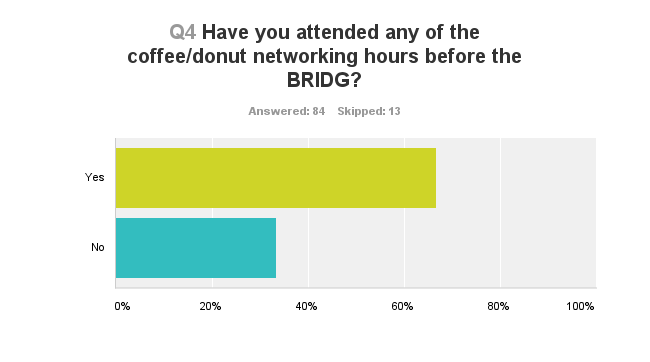 Q4 Have you attended any of the
coffee/donut networking hours before the
BRIDG?
Answered: 84 Skipped: 13
Yes
No
0% 20% 40% 60% 80% 100%